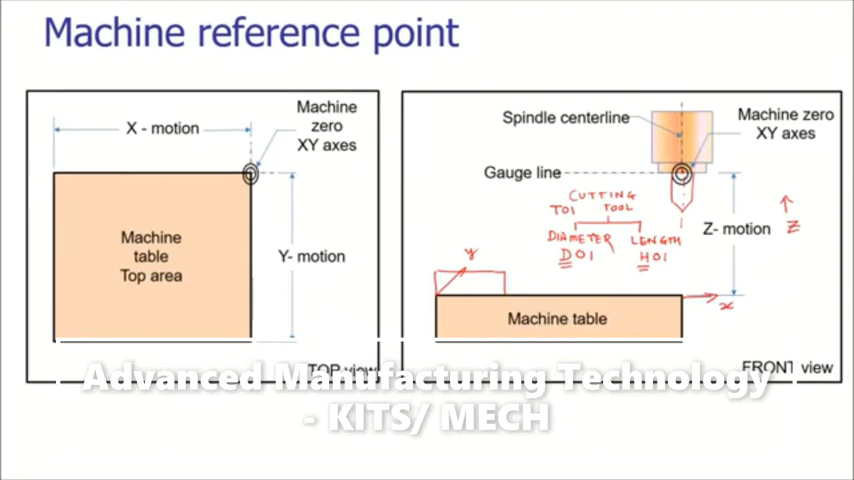 Machine reference point
X - motion
Machine
zero
XY axes
Machine
table
Top area
Y- motion
TOP view
Spindle centerline
Machine zero
XY axes
Gauge line
CUTTING
T01 TOOL
DIAMETER LENGTH
D01 H01
Z- motion
Z
y
x
Machine table
FRONT view
Advanced Manufacturing Technology
- KITS/ MECH